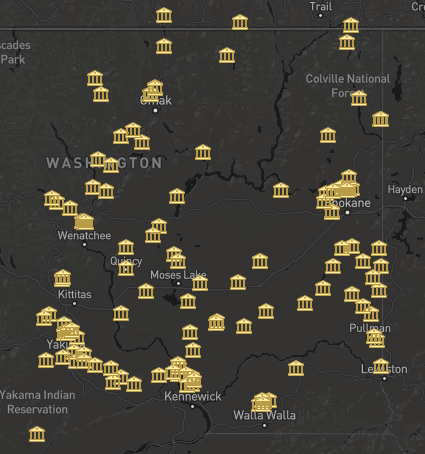 Trail
Cr
scades
Park
Colville National
Fore
Omak
WASHINGTON
Hayden
Spokane
Wenatchee
Quincy
Moses Lake
Kittitas
Pullman
Yaki
Lewiston
Yakama Indian
Reservation
Kennewick
Walla Walla